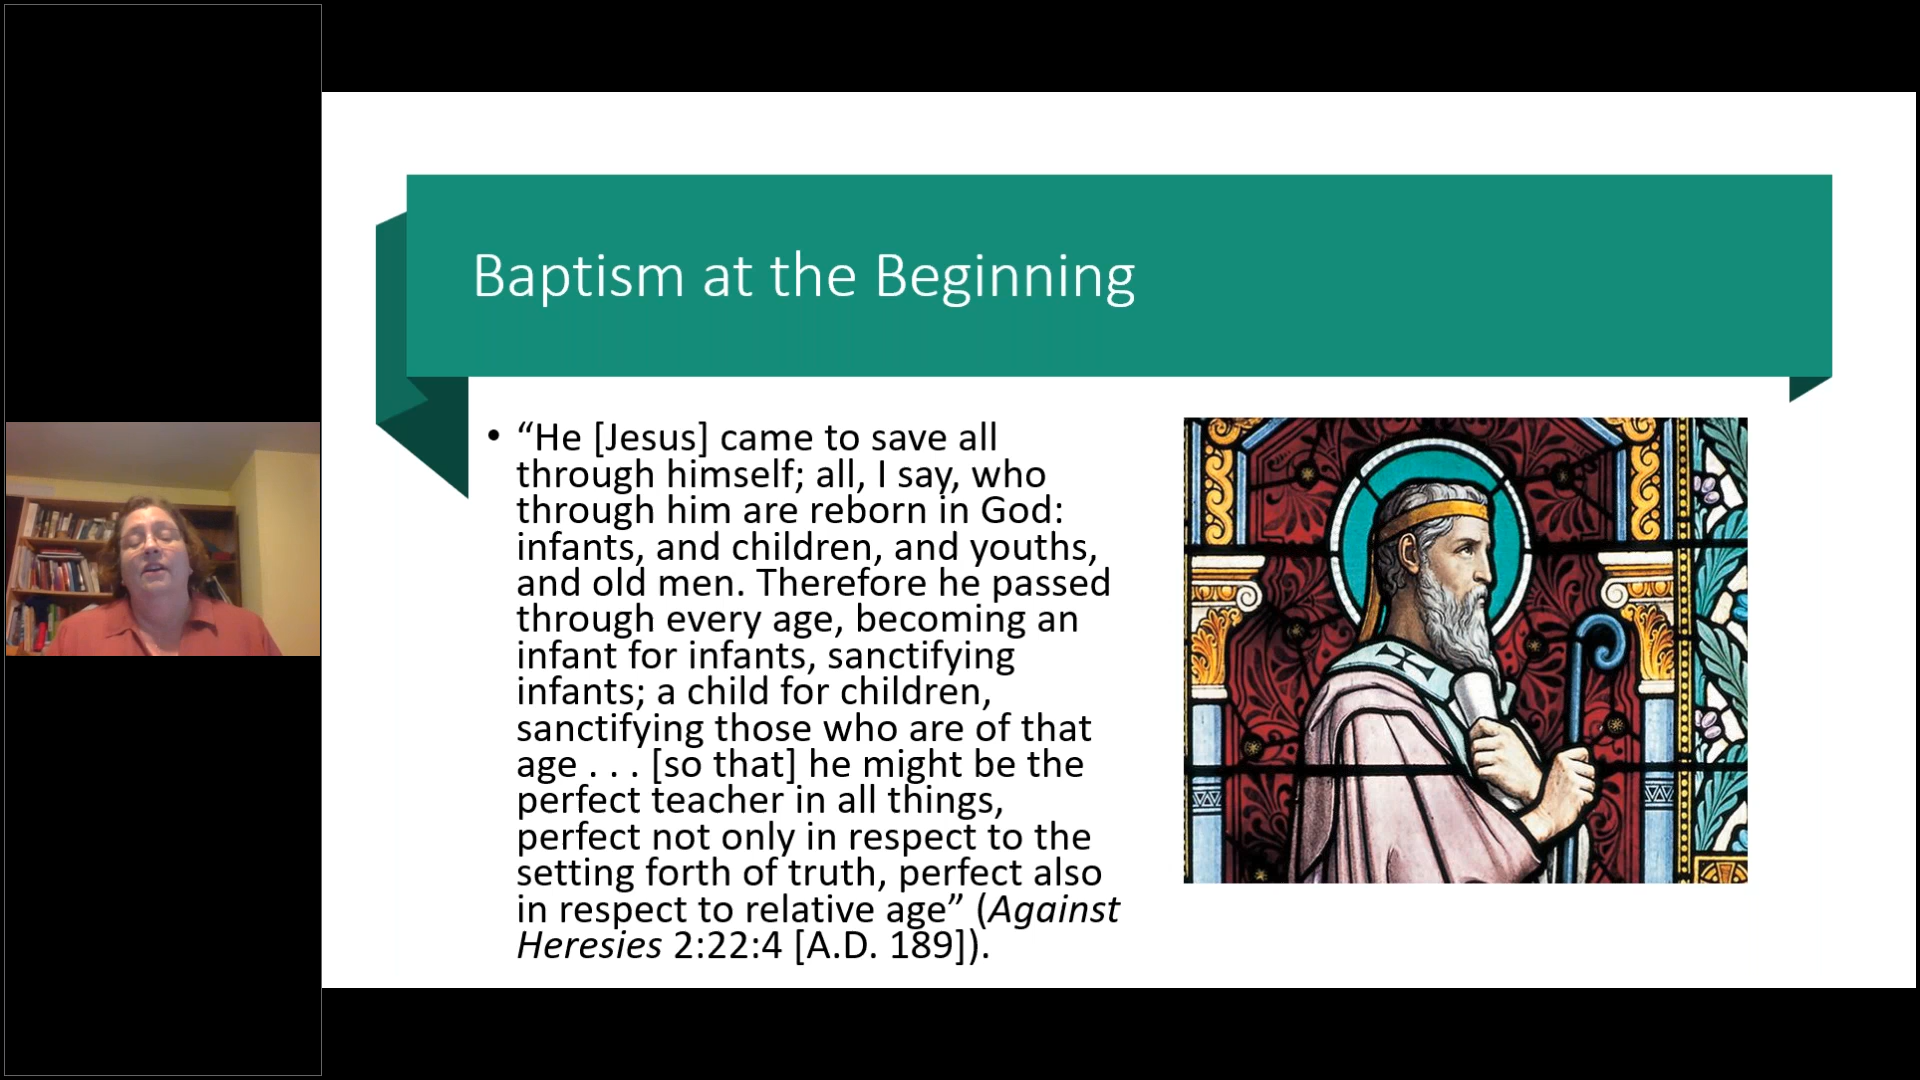 Baptism at the Beginning
• “He [Jesus] came to save all
through himself; all, I say, who
through him are reborn in God:
infants, and children, and youths,
and old men. Therefore he passed
through every age, becoming an
infant for infants, sanctifying
infants; a child for children,
sanctifying those who are of that
age . . . [so that] he might be the
perfect teacher in all things,
perfect not only in respect to the
setting forth of truth, perfect also
in respect to relative age” (Against
Heresies 2:22:4 [A.D. 189]).